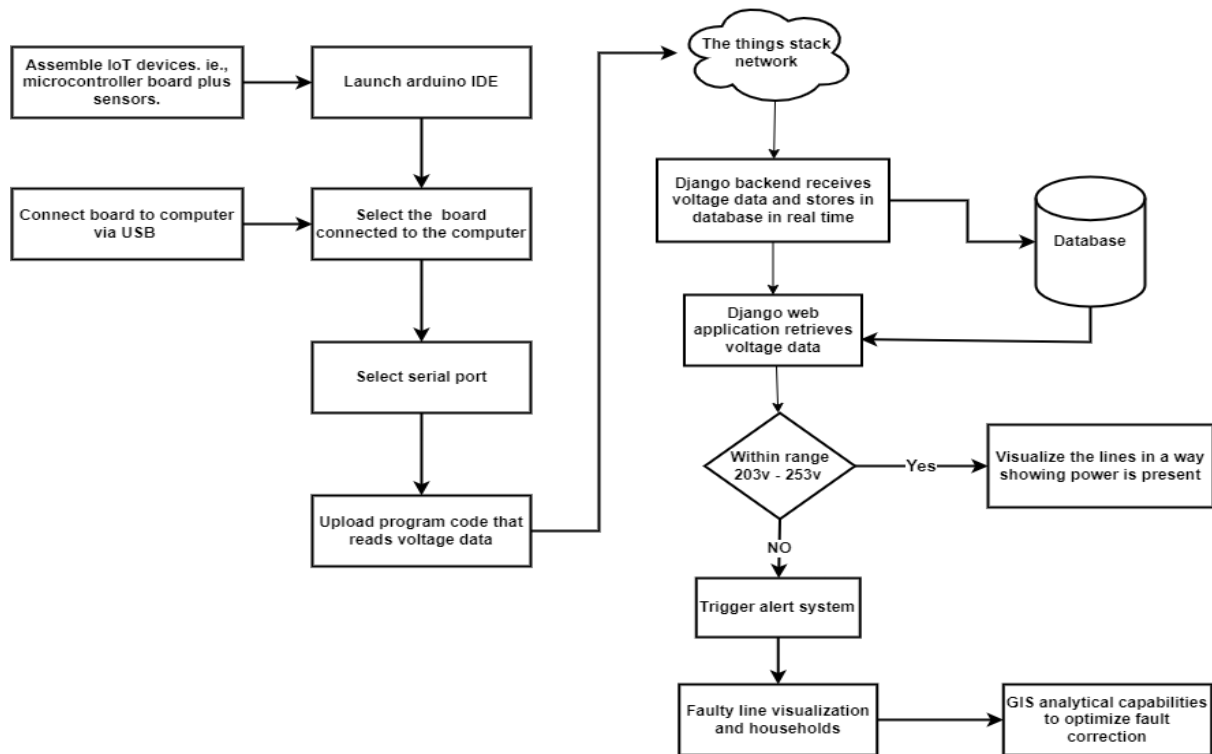 Assemble IoT devices. ie.,
microcontroller board plus
sensors.
Launch arduino IDE
Connect board to computer
via USB
Select the board
connected to the computer
Select serial port
Upload program code that
reads voltage data
The things stack
network
Django backend receives
voltage data and stores in
database in real time
Database
Django web
application retrieves
voltage data
Within range
203v - 253v
Yes
Visualize the lines in a way
showing power is present
NO
Trigger alert system
Faulty line visualization
and households
GIS analytical capabilities
to optimize fault
correction